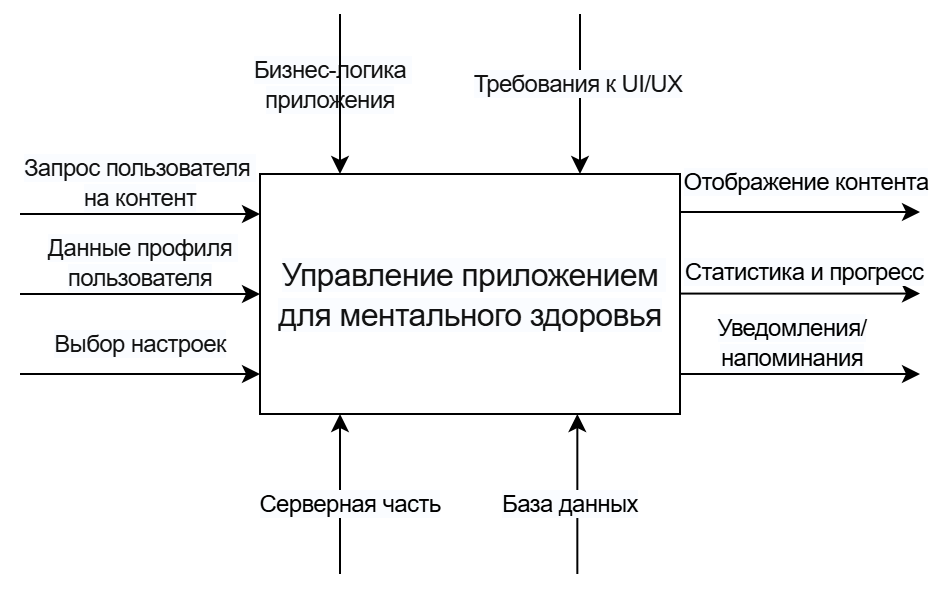 Бизнес-логика
приложения
Требования к UI/UX
Запрос пользователя
на контент
Данные профиля
пользователя
Выбор настроек
Управление приложением
для ментального здоровья
Отображение контента
Статистика и прогресс
Уведомления/
напоминания
Серверная часть
База данных